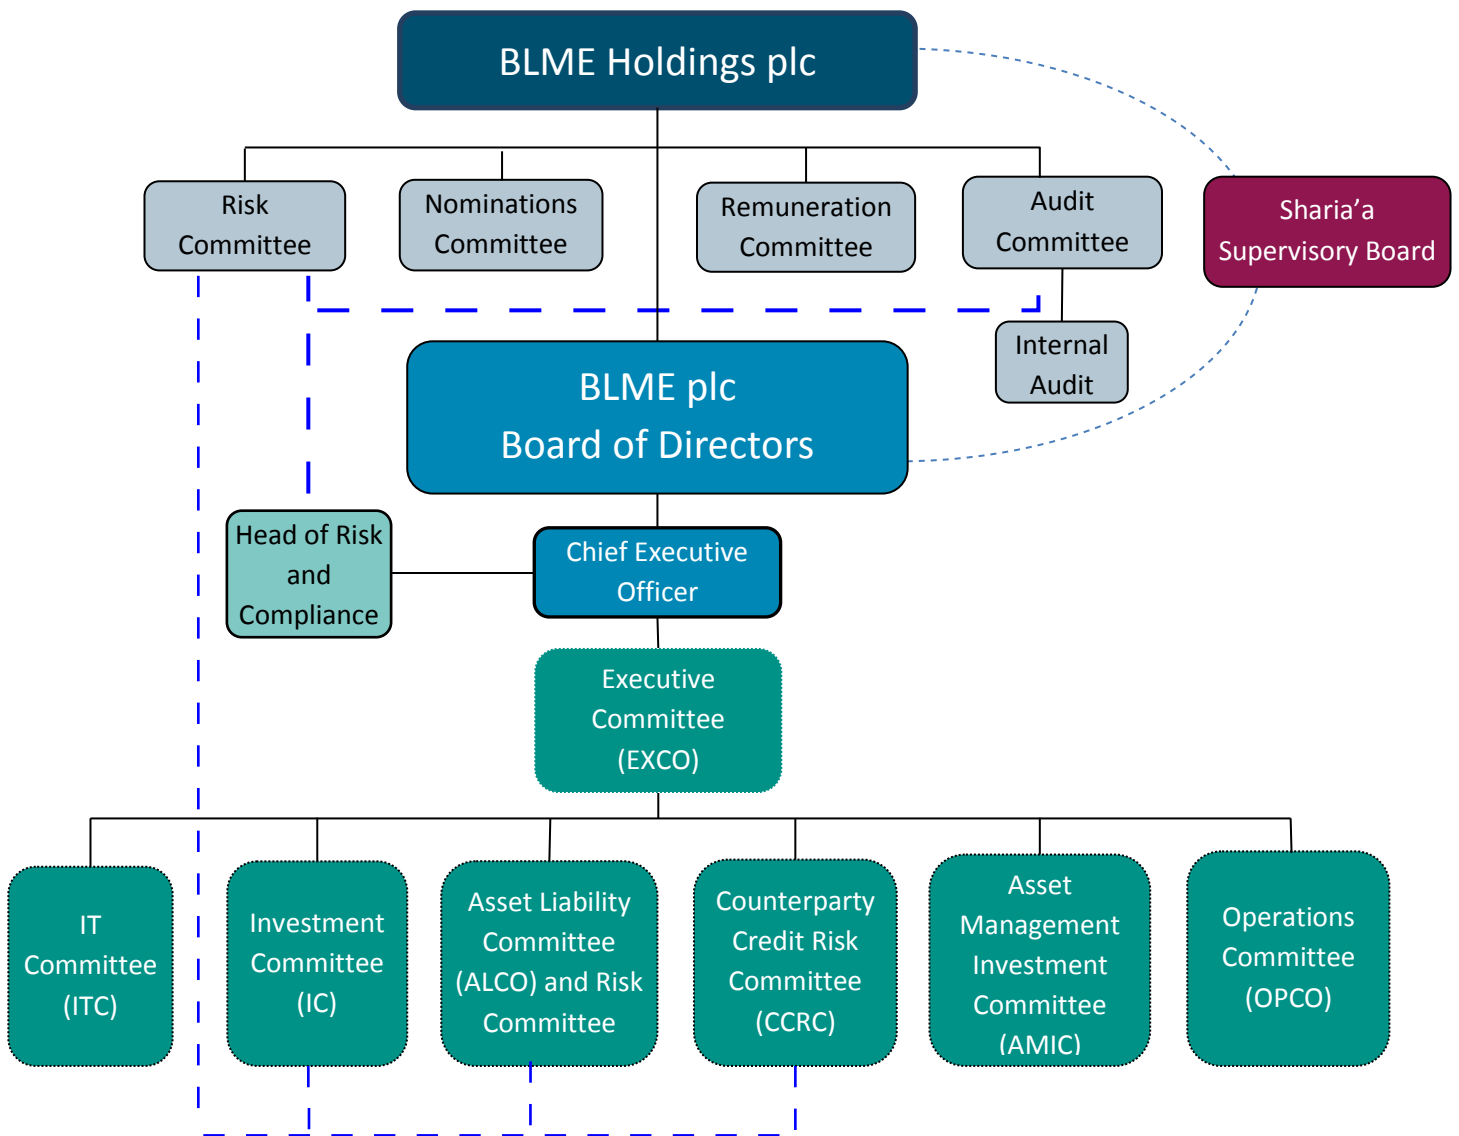 BLME Holdings plc
Risk
Committee
Nominations
Committee
Remuneration
Committee
Audit
Committee
Sharia’a
Supervisory Board
Internal
Audit
BLME plc
Board of Directors
Head of Risk
and
Compliance
Chief Executive
Officer
Executive
Committee
(EXCO)
IT
Committee
(ITC)
Investment
Committee
(IC)
Asset Liability
Committee
(ALCO) and Risk
Committee
Counterparty
Credit Risk
Committee
(CCRC)
Asset
Management
Investment
Committee
(AMIC)
Operations
Committee
(OPCO)